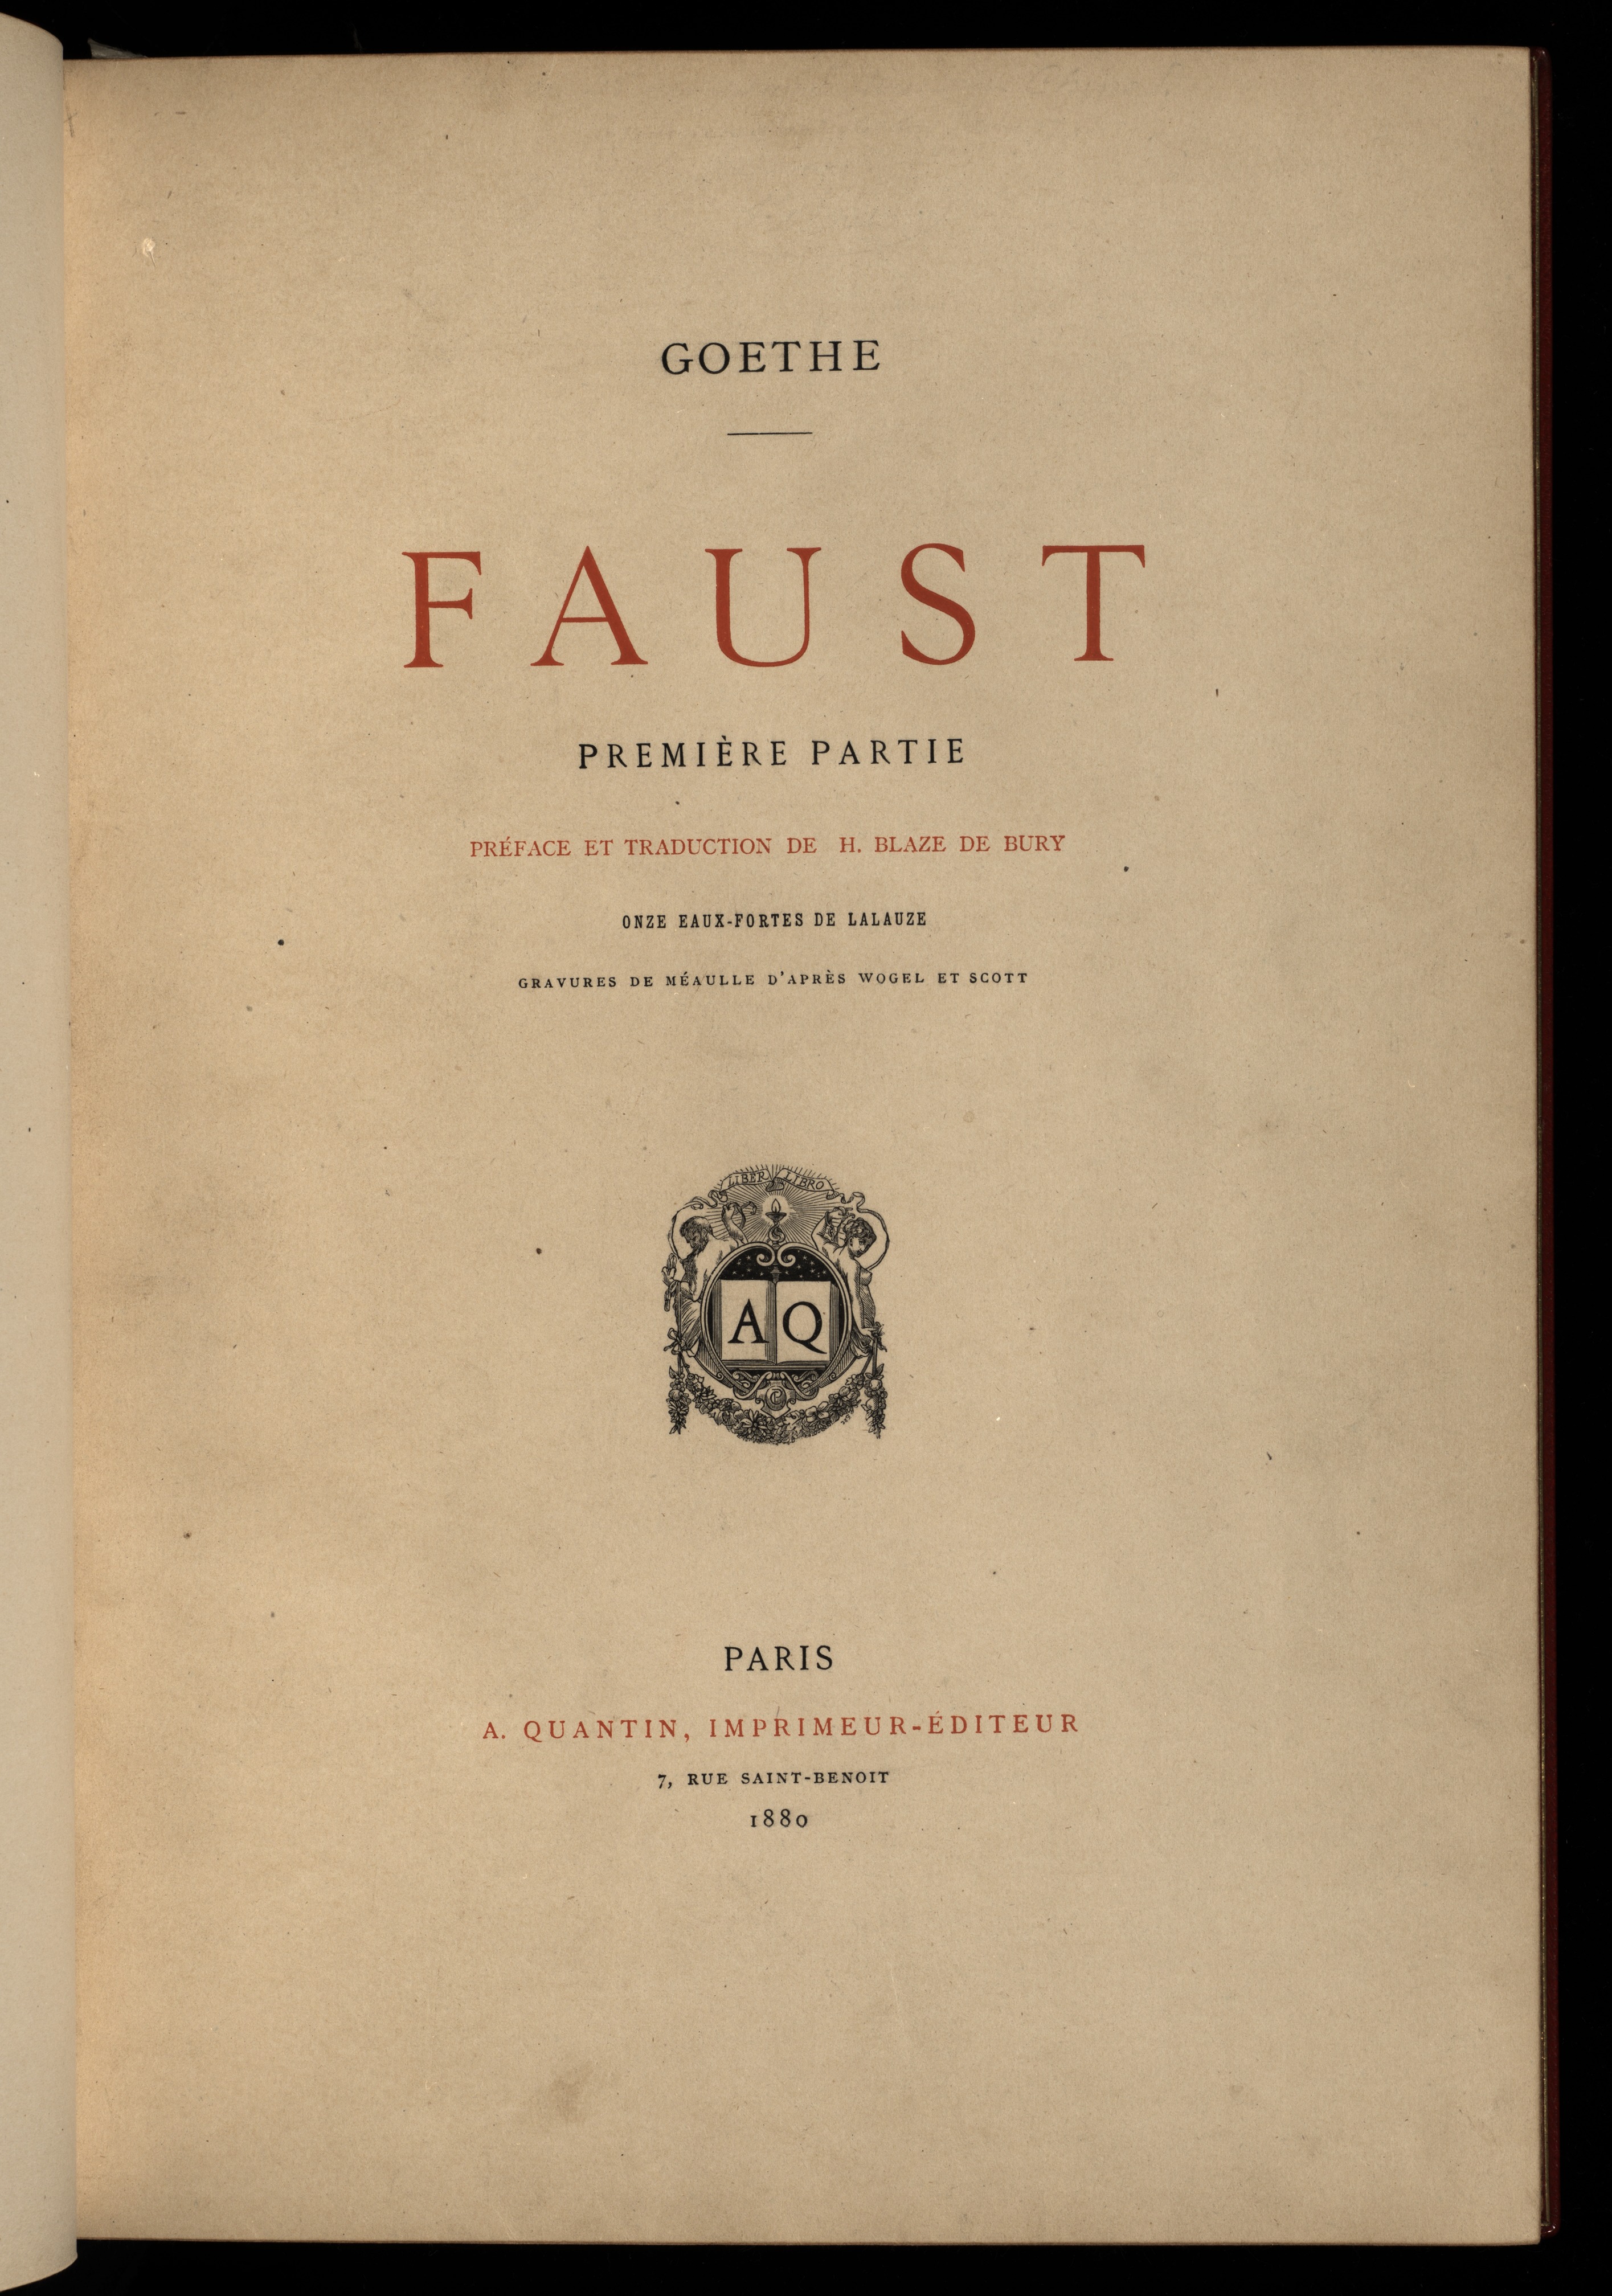 GOETHE
FAUST
PREMIÈRE PARTIE
PRÉFACE ET TRADUCTION DE H. BLAZE DE BURY
ONZE EAUX-FORTES DE LALAUZE
GRAVURES DE MÉAULLE D'APRÈS WOGEL ET SCOTT
LIBER LIBRO
A Q
PARIS
A. QUANTIN, IMPRIMEUR-ÉDITEUR
7, RUE SAINT-BENOIT
1880